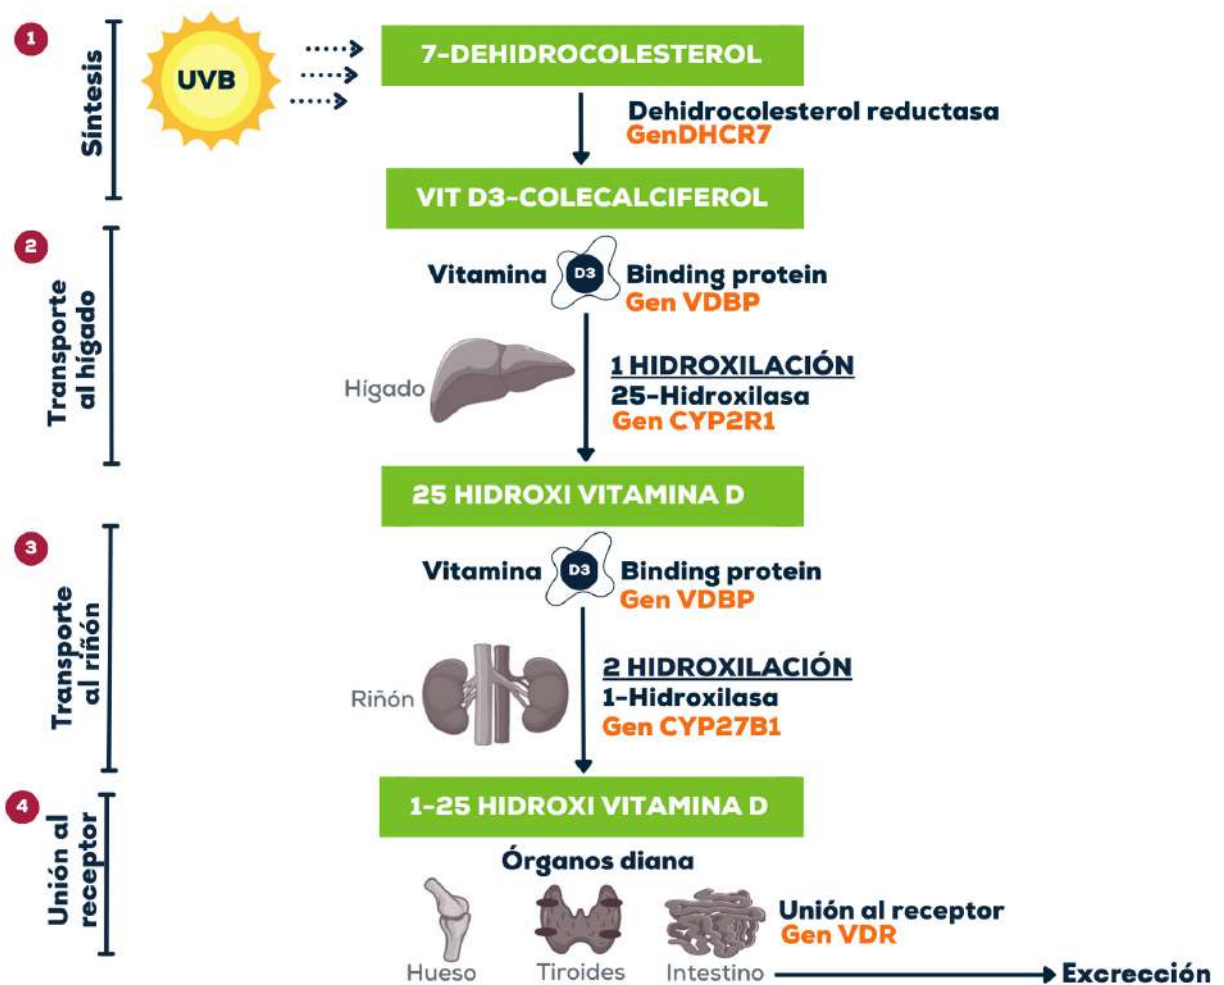 1
Síntesis
UVB
7-DEHIDROCOLESTEROL
Dehidrocolesterol reductasa
GenDHCR7
VIT D3-COLECALCIFEROL
2
Transporte
al hígado
Vitamina
D3
Binding protein
Gen VDBP
Hígado
1 HIDROXILACIÓN
25-Hidroxilasa
Gen CYP2R1
25 HIDROXI VITAMINA D
3
Transporte
al riñón
Vitamina
D3
Binding protein
Gen VDBP
Riñón
2 HIDROXILACIÓN
1-Hidroxilasa
Gen CYP27B1
1-25 HIDROXI VITAMINA D
4
Unión al
receptor
Órganos diana
Hueso
Tiroides
Intestino
Unión al receptor
Gen VDR
Excrección